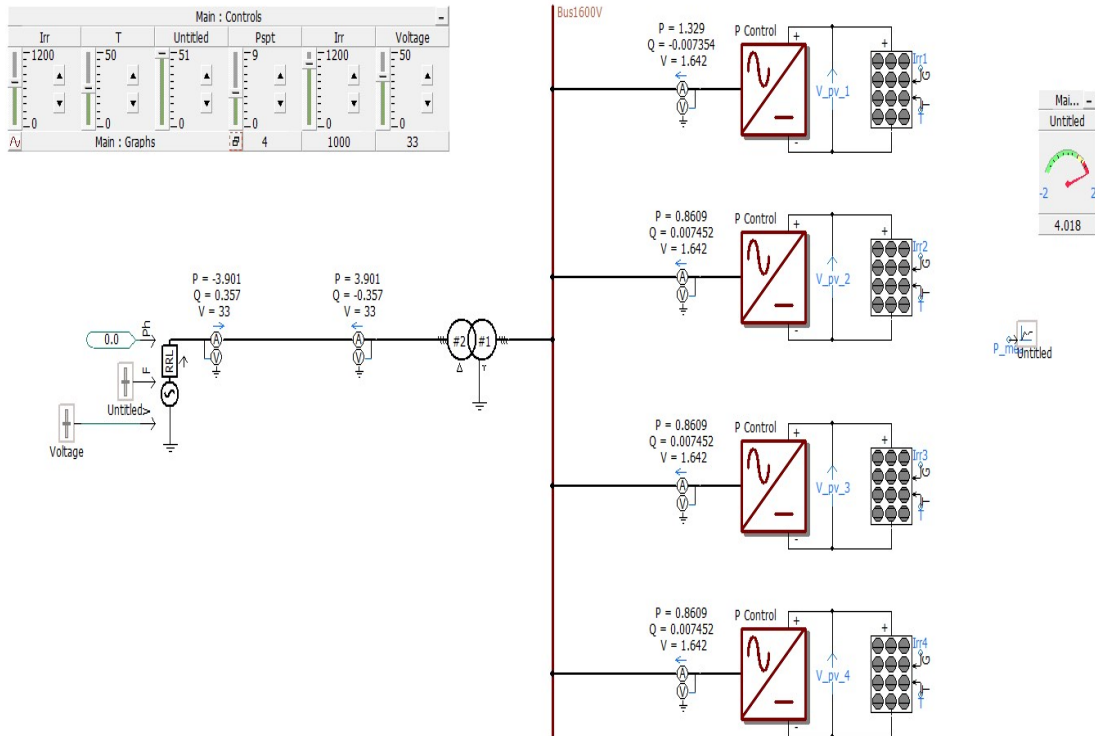 Main : Controls
Irr
T
Untitled
Pspt
Irr
Voltage
1200
50
51
9
1200
50
0
0
0
0
0
0
Main : Graphs
4
1000
33
Bus1600V
P = 1.329
Q = -0.007354
V = 1.642
P Control
A
V
+
-
V_pv_1
+
Irr1
G
T
Mai...
Untitled
-2
2
4.018
P = 0.8609
Q = 0.007452
V = 1.642
P Control
A
V
+
-
V_pv_2
+
Irr2
G
T
P = -3.901
Q = 0.357
V = 33
P = 3.901
Q = -0.357
V = 33
0.0
Ph
A
V
A
V
#2
#1
Δ
Y
RRL
F
Untitled
V
Voltage
P_me
Untitled
P = 0.8609
Q = 0.007452
V = 1.642
P Control
A
V
+
-
V_pv_3
+
Irr3
G
T
P = 0.8609
Q = 0.007452
V = 1.642
P Control
A
V
+
-
V_pv_4
+
Irr4
G
T